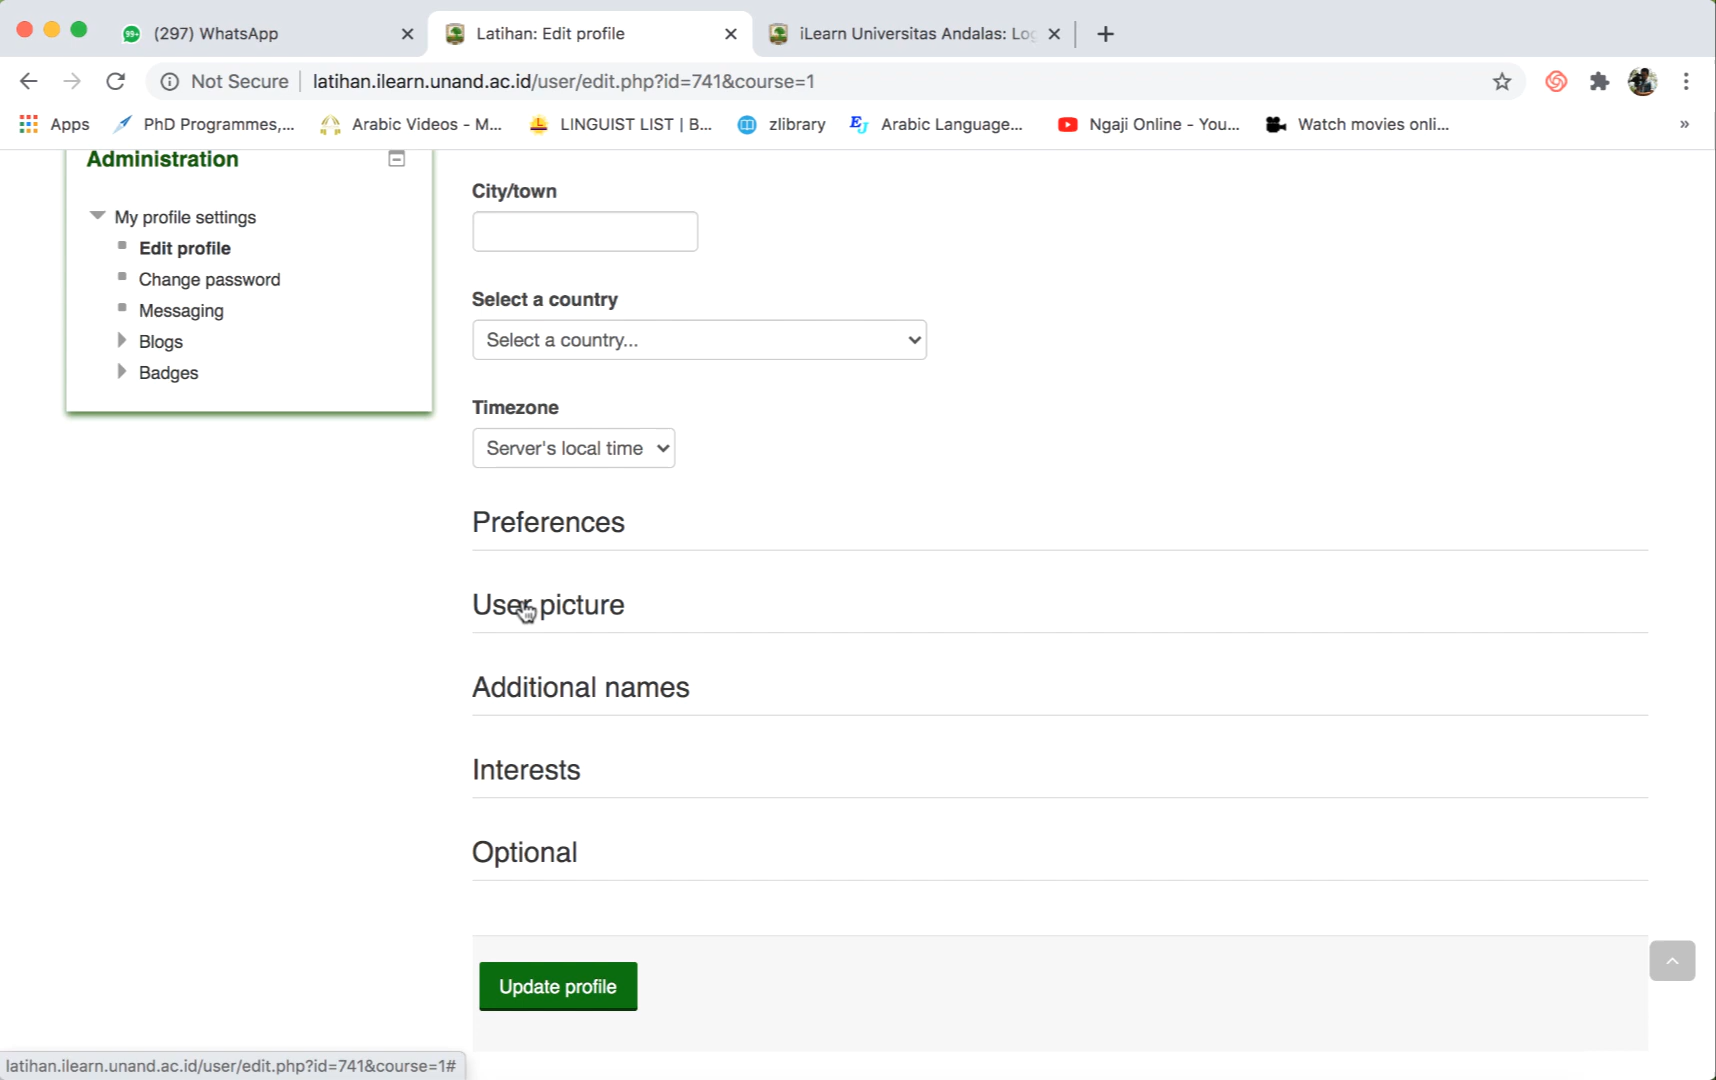 99+ (297) WhatsApp
Latihan: Edit profile
iLearn Universitas Andalas: Log
Not Secure latihan.ilearn.unand.ac.id/user/edit.php?id=741&course=1
Apps PhD Programmes,... Arabic Videos - M... LINGUIST LIST | B... zlibrary EJ Arabic Language... Ngaji Online - You... Watch movies onli... »
Administration
My profile settings
Edit profile
Change password
Messaging
Blogs
Badges
City/town
Select a country
Select a country...
Timezone
Server's local time
Preferences
User picture
Additional names
Interests
Optional
Update profile
latihan.ilearn.unand.ac.id/user/edit.php?id=741&course=1#